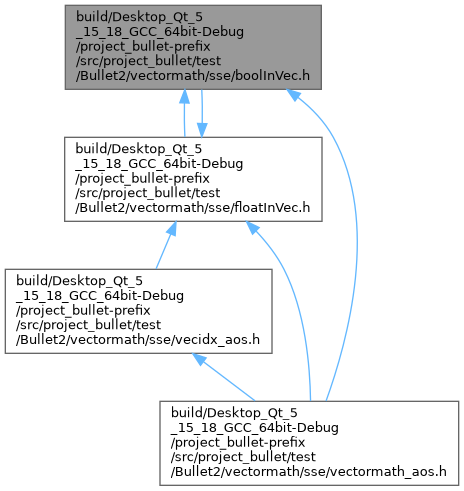 build/Desktop_Qt_5
_15_18_GCC_64bit-Debug
/project_bullet-prefix
/src/project_bullet/test
/Bullet2/vectormath/sse/boolInVec.h
build/Desktop_Qt_5
_15_18_GCC_64bit-Debug
/project_bullet-prefix
/src/project_bullet/test
/Bullet2/vectormath/sse/floatInVec.h
build/Desktop_Qt_5
_15_18_GCC_64bit-Debug
/project_bullet-prefix
/src/project_bullet/test
/Bullet2/vectormath/sse/vecidx_aos.h
build/Desktop_Qt_5
_15_18_GCC_64bit-Debug
/project_bullet-prefix
/src/project_bullet/test
/Bullet2/vectormath/sse/vectormath_aos.h